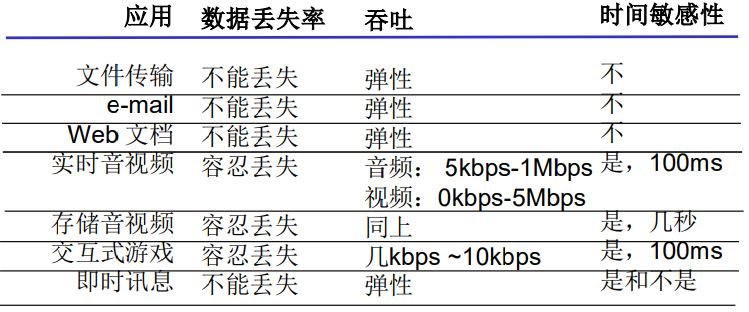 应用 数据丢失率 吞吐 时间敏感性
文件传输 不能丢失 弹性 不
e-mail 不能丢失 弹性 不
Web 文档 不能丢失 弹性 不
实时音视频 容忍丢失 音频： 5kbps-1Mbps 是，100ms
视频：0kbps-5Mbps
存储音视频 容忍丢失 同上 是，几秒
交互式游戏 容忍丢失 几kbps ~10kbps 是，100ms
即时讯息 不能丢失 弹性 是和不是